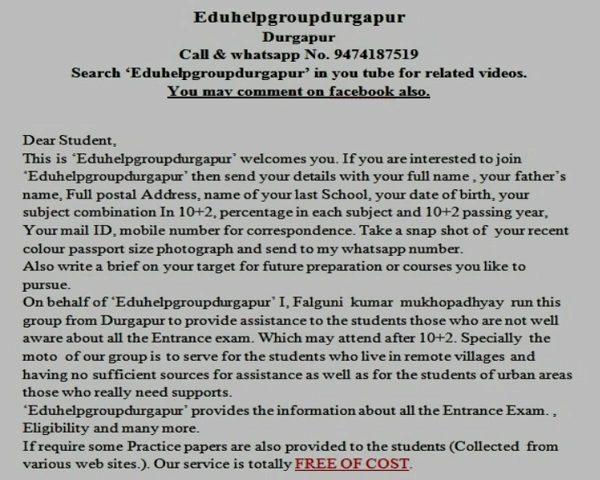 Eduhelpgroupdurgapur
Durgapur
Call & whatsapp No. 9474187519
Search ‘Eduhelpgroupdurgapur’ in you tube for related videos.
You may comment on facebook also.
Dear Student,
This is ‘Eduhelpgroupdurgapur’ welcomes you. If you are interested to join
‘Eduhelpgroupdurgapur’ then send your details with your full name , your father’s
name, Full postal Address, name of your last School, your date of birth, your
subject combination In 10+2, percentage in each subject and 10+2 passing year,
Your mail ID, mobile number for correspondence. Take a snap shot of your recent
colour passport size photograph and send to my whatsapp number.
Also write a brief on your target for future preparation or courses you like to
pursue.
On behalf of ‘Eduhelpgroupdurgapur’ I, Falguni kumar mukhopadhyay run this
group from Durgapur to provide assistance to the students those who are not well
aware about all the Entrance exam. Which may attend after 10+2. Specially the
moto of our group is to serve for the students who live in remote villages and
having no sufficient sources for assistance as well as for the students of urban areas
those who really need supports.
‘Eduhelpgroupdurgapur’ provides the information about all the Entrance Exam. ,
Eligibility and many more.
If require some Practice papers are also provided to the students (Collected from
various web sites.). Our service is totally FREE OF COST.